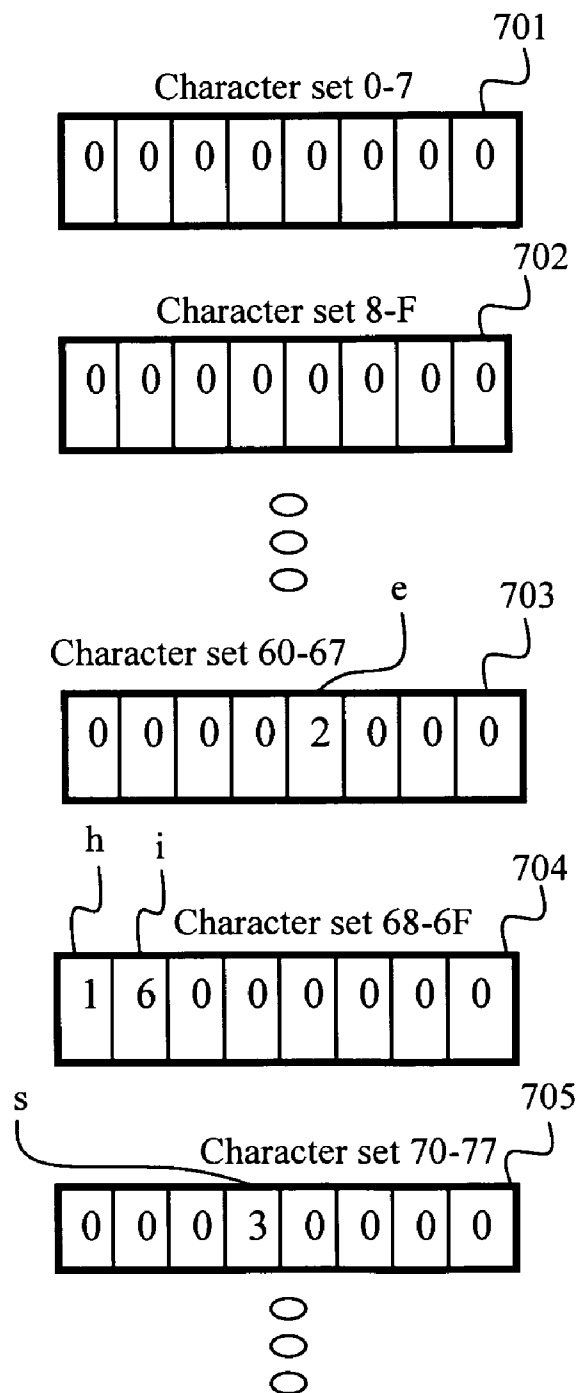 701
Character set 0-7
0 0 0 0 0 0 0 0
702
Character set 8-F
0 0 0 0 0 0 0 0
e 703
Character set 60-67
0 0 0 0 2 0 0 0
h i 704
Character set 68-6F
1 6 0 0 0 0 0 0
s 705
Character set 70-77
0 0 0 3 0 0 0 0